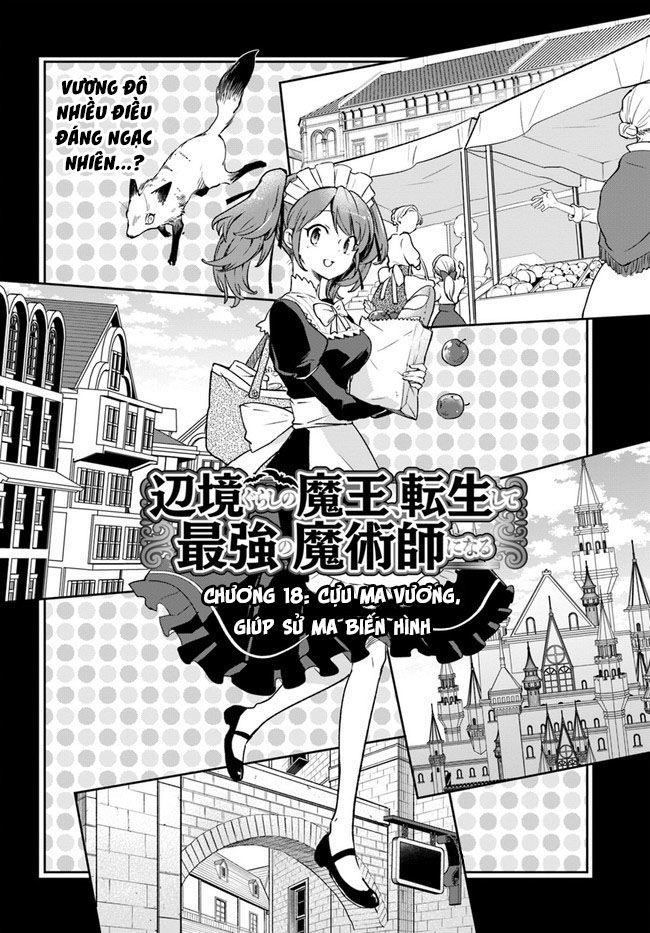 VƯƠNG ĐÔ
NHIỀU ĐIỀU
ĐÁNG NGẠC
NHIÊN...?
辺境ぐらしの魔王、転生して
最強の魔術師になる
CHƯƠNG 18: CỰU MA VƯƠNG,
GIÚP SỬ MA BIẾN HÌNH